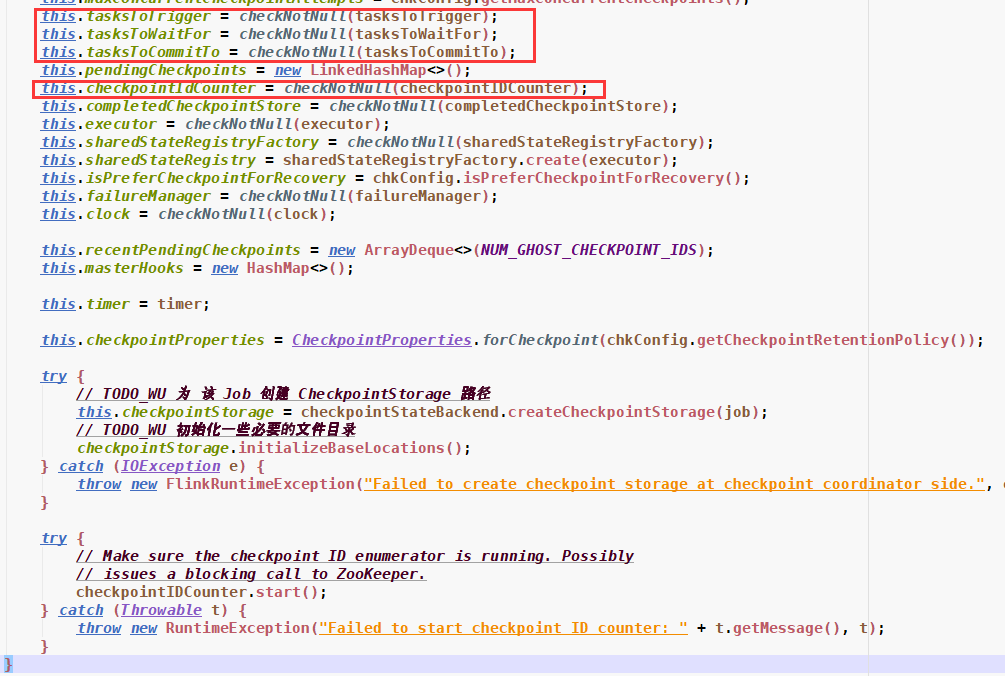 this.maxConcurrentCheckpointAttempts = chkConfig.getMaxConcurrentCheckpoints();
this.tasksToTrigger = checkNotNull(tasksToTrigger);
this.tasksToWaitFor = checkNotNull(tasksToWaitFor);
this.tasksToCommitTo = checkNotNull(tasksToCommitTo);
this.pendingCheckpoints = new LinkedHashMap<>();
this.checkpointIdCounter = checkNotNull(checkpointIDCounter);
this.completedCheckpointStore = checkNotNull(completedCheckpointStore);
this.executor = checkNotNull(executor);
this.sharedStateRegistryFactory = checkNotNull(sharedStateRegistryFactory);
this.sharedStateRegistry = sharedStateRegistryFactory.create(executor);
this.isPreferCheckpointForRecovery = chkConfig.isPreferCheckpointForRecovery();
this.failureManager = checkNotNull(failureManager);
this.clock = checkNotNull(clock);
this.recentPendingCheckpoints = new ArrayDeque<>(NUM_GHOST_CHECKPOINT_IDS);
this.masterHooks = new HashMap<>();
this.timer = timer;
this.checkpointProperties = CheckpointProperties.forCheckpoint(chkConfig.getCheckpointRetentionPolicy());
try {
// TODO_WU 为 该 Job 创建 CheckpointStorage 路径
this.checkpointStorage = checkpointStateBackend.createCheckpointStorage(job);
// TODO_WU 初始化一些必要的文件目录
checkpointStorage.initializeBaseLocations();
} catch (IOException e) {
throw new FlinkRuntimeException("Failed to create checkpoint storage at checkpoint coordinator side.",
}
try {
// Make sure the checkpoint ID enumerator is running. Possibly
// issues a blocking call to ZooKeeper.
checkpointIDCounter.start();
} catch (Throwable t) {
throw new RuntimeException("Failed to start checkpoint ID counter: " + t.getMessage(), t);
}
}